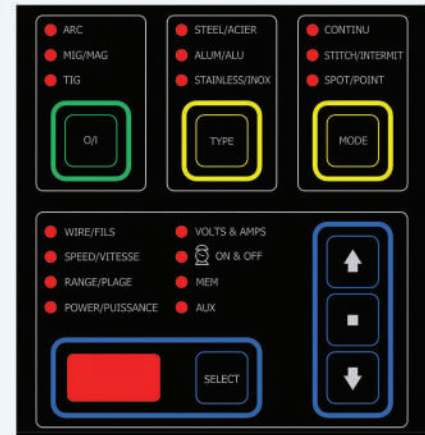 ARC
MIG/MAG
TIG
O/I
STEEL/ACIER
ALUM/ALU
STAINLESS/INOX
TYPE
CONTINU
STITCH/INTERMIT
SPOT/POINT
MODE
WIRE/FILS
SPEED/VITESSE
RANGE/PLAGE
POWER/PUISSANCE
VOLTS & AMPS
ON & OFF
MEM
AUX
SELECT